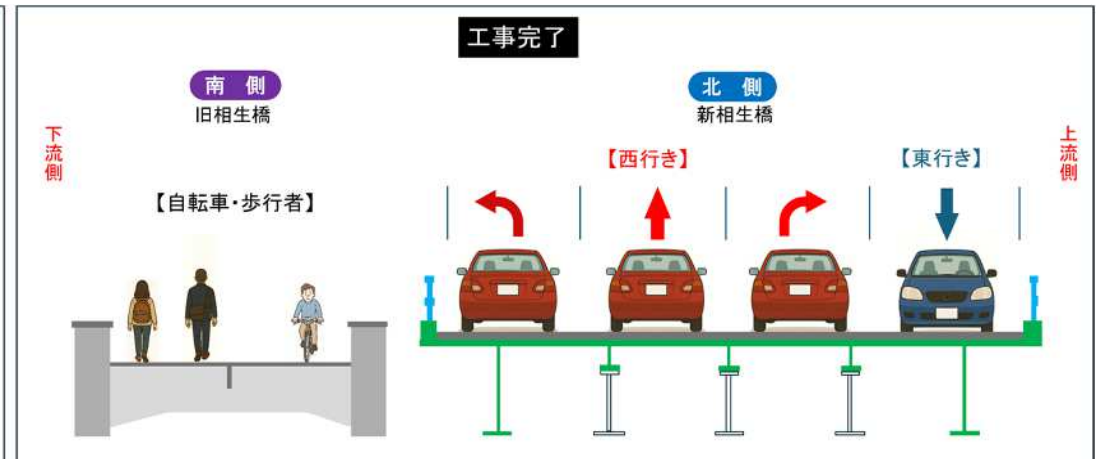 工事完了
南 側
旧相生橋
北 側
新相生橋
下流側
上流側
【西行き】
【東行き】
【自転車・歩行者】